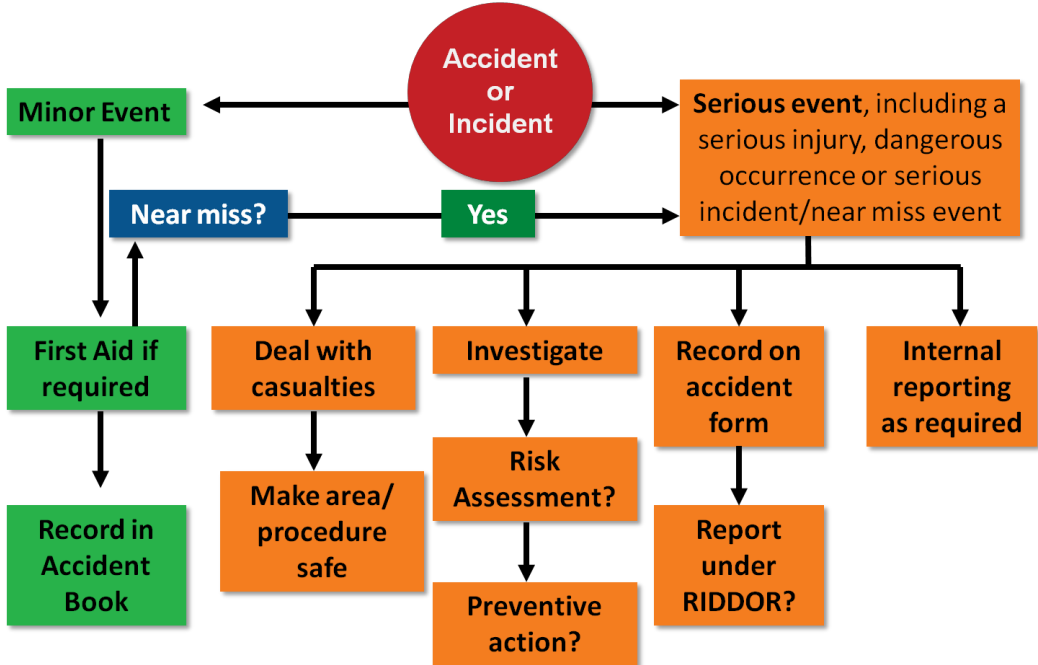 Accident
or
Incident
Minor Event
Serious event, including a
serious injury, dangerous
occurrence or serious
incident/near miss event
Near miss?
Yes
First Aid if
required
Deal with
casualties
Investigate
Record on
accident
form
Internal
reporting
as required
Risk
Assessment?
Make area/
procedure
safe
Record in
Accident
Book
Report
under
RIDDOR?
Preventive
action?